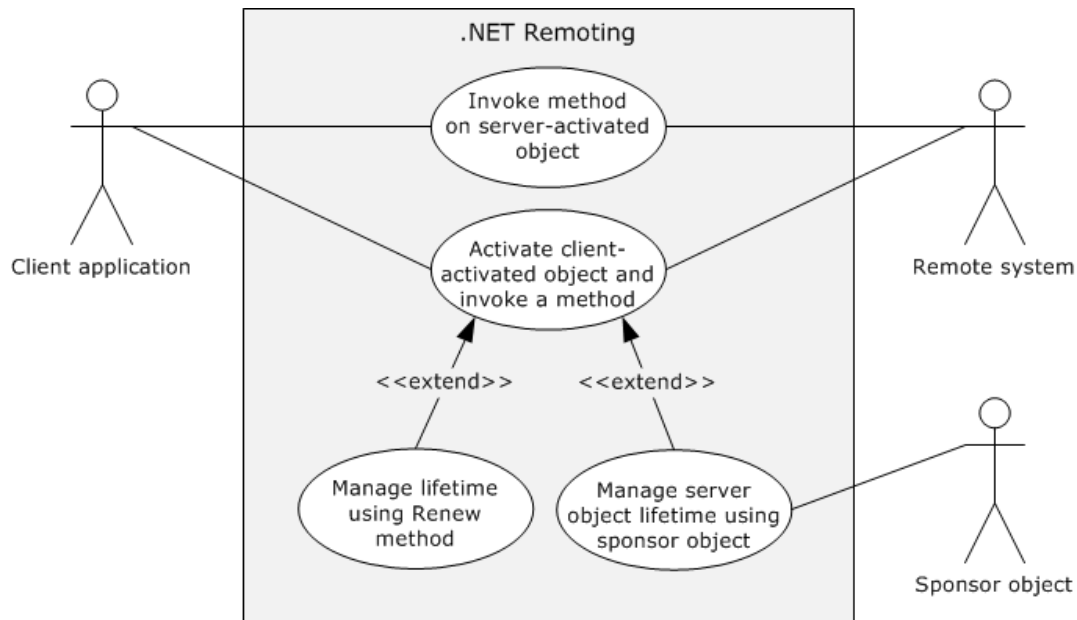 .NET Remoting
Invoke method
on server-activated
object
Client application
Activate client-
activated object and
invoke a method
Remote system
<<extend>>
<<extend>>
Manage lifetime
using Renew
method
Manage server
object lifetime using
sponsor object
Sponsor object